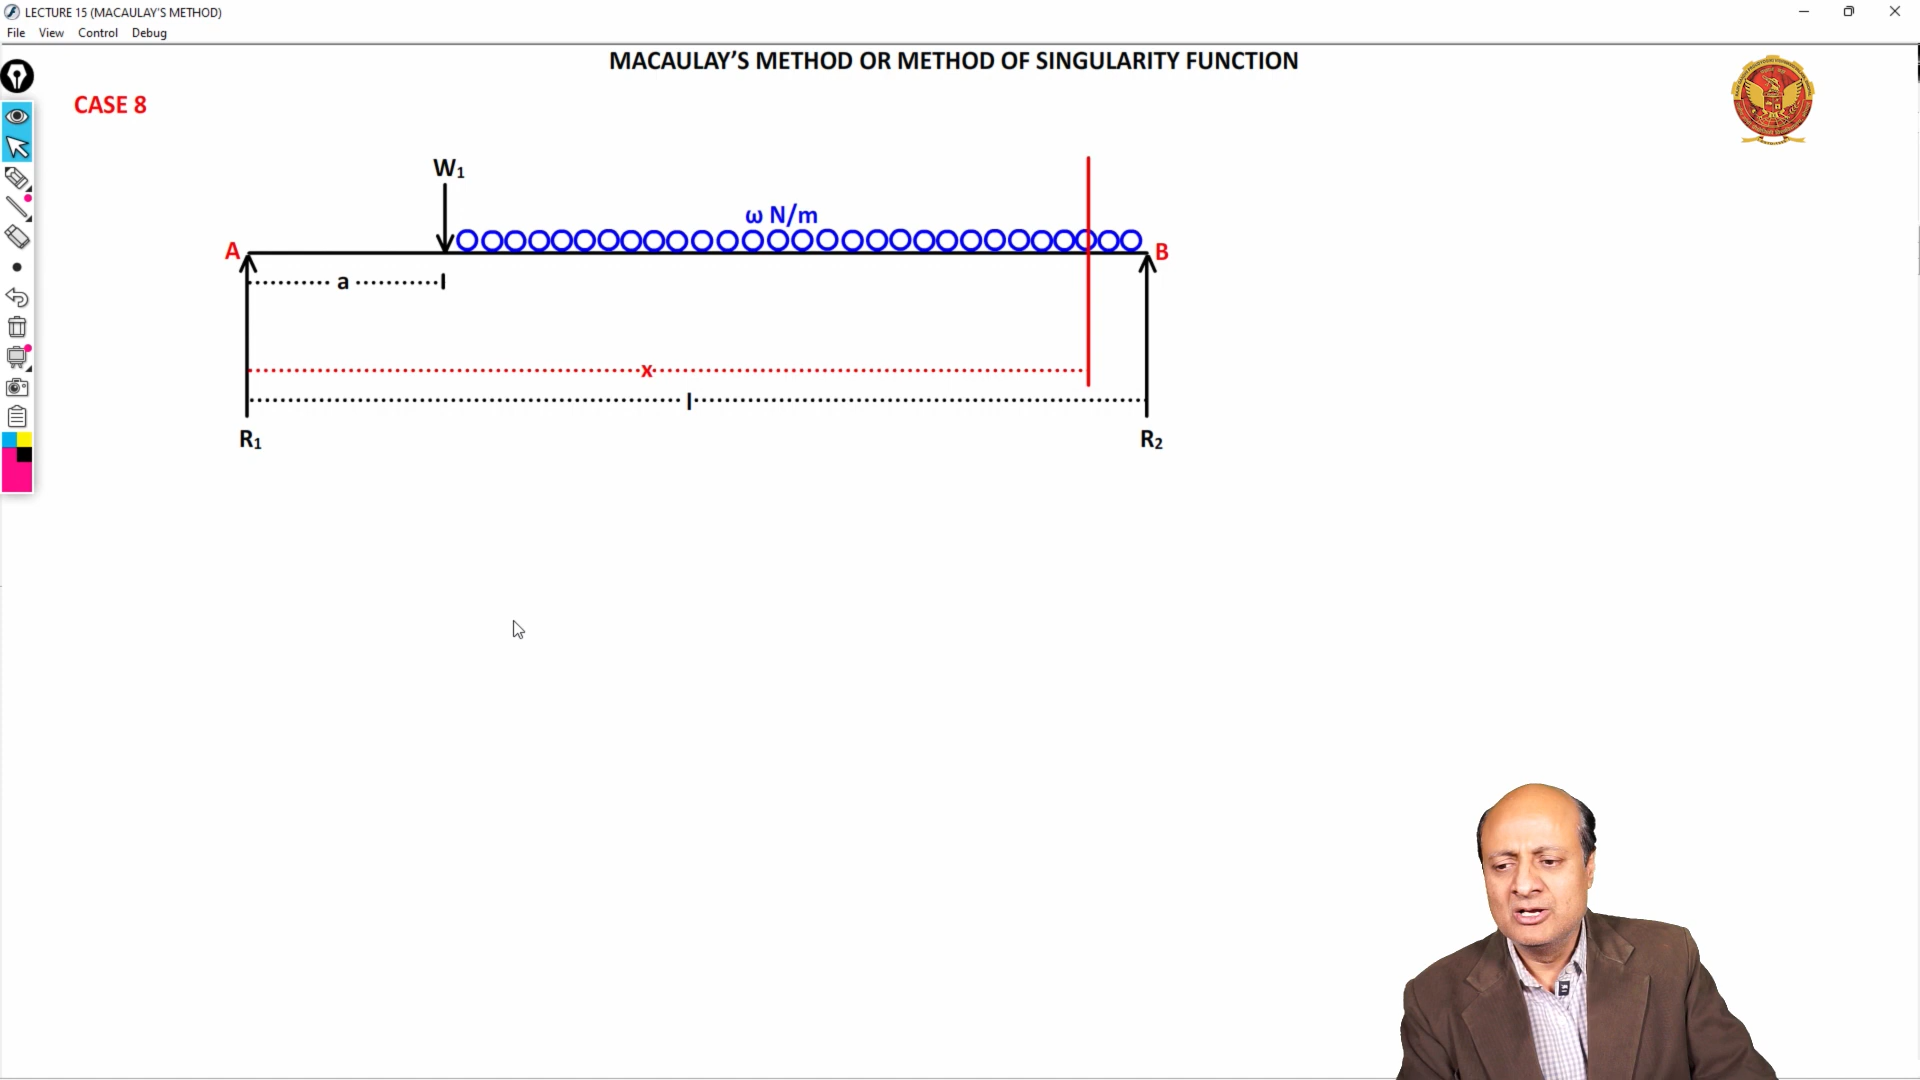 LECTURE 15 (MACAULAY'S METHOD)
File View Control Debug
MACAULAY’S METHOD OR METHOD OF SINGULARITY FUNCTION
CASE 8
W₁
ω N/m
A
B
a
x
l
R₁
R₂